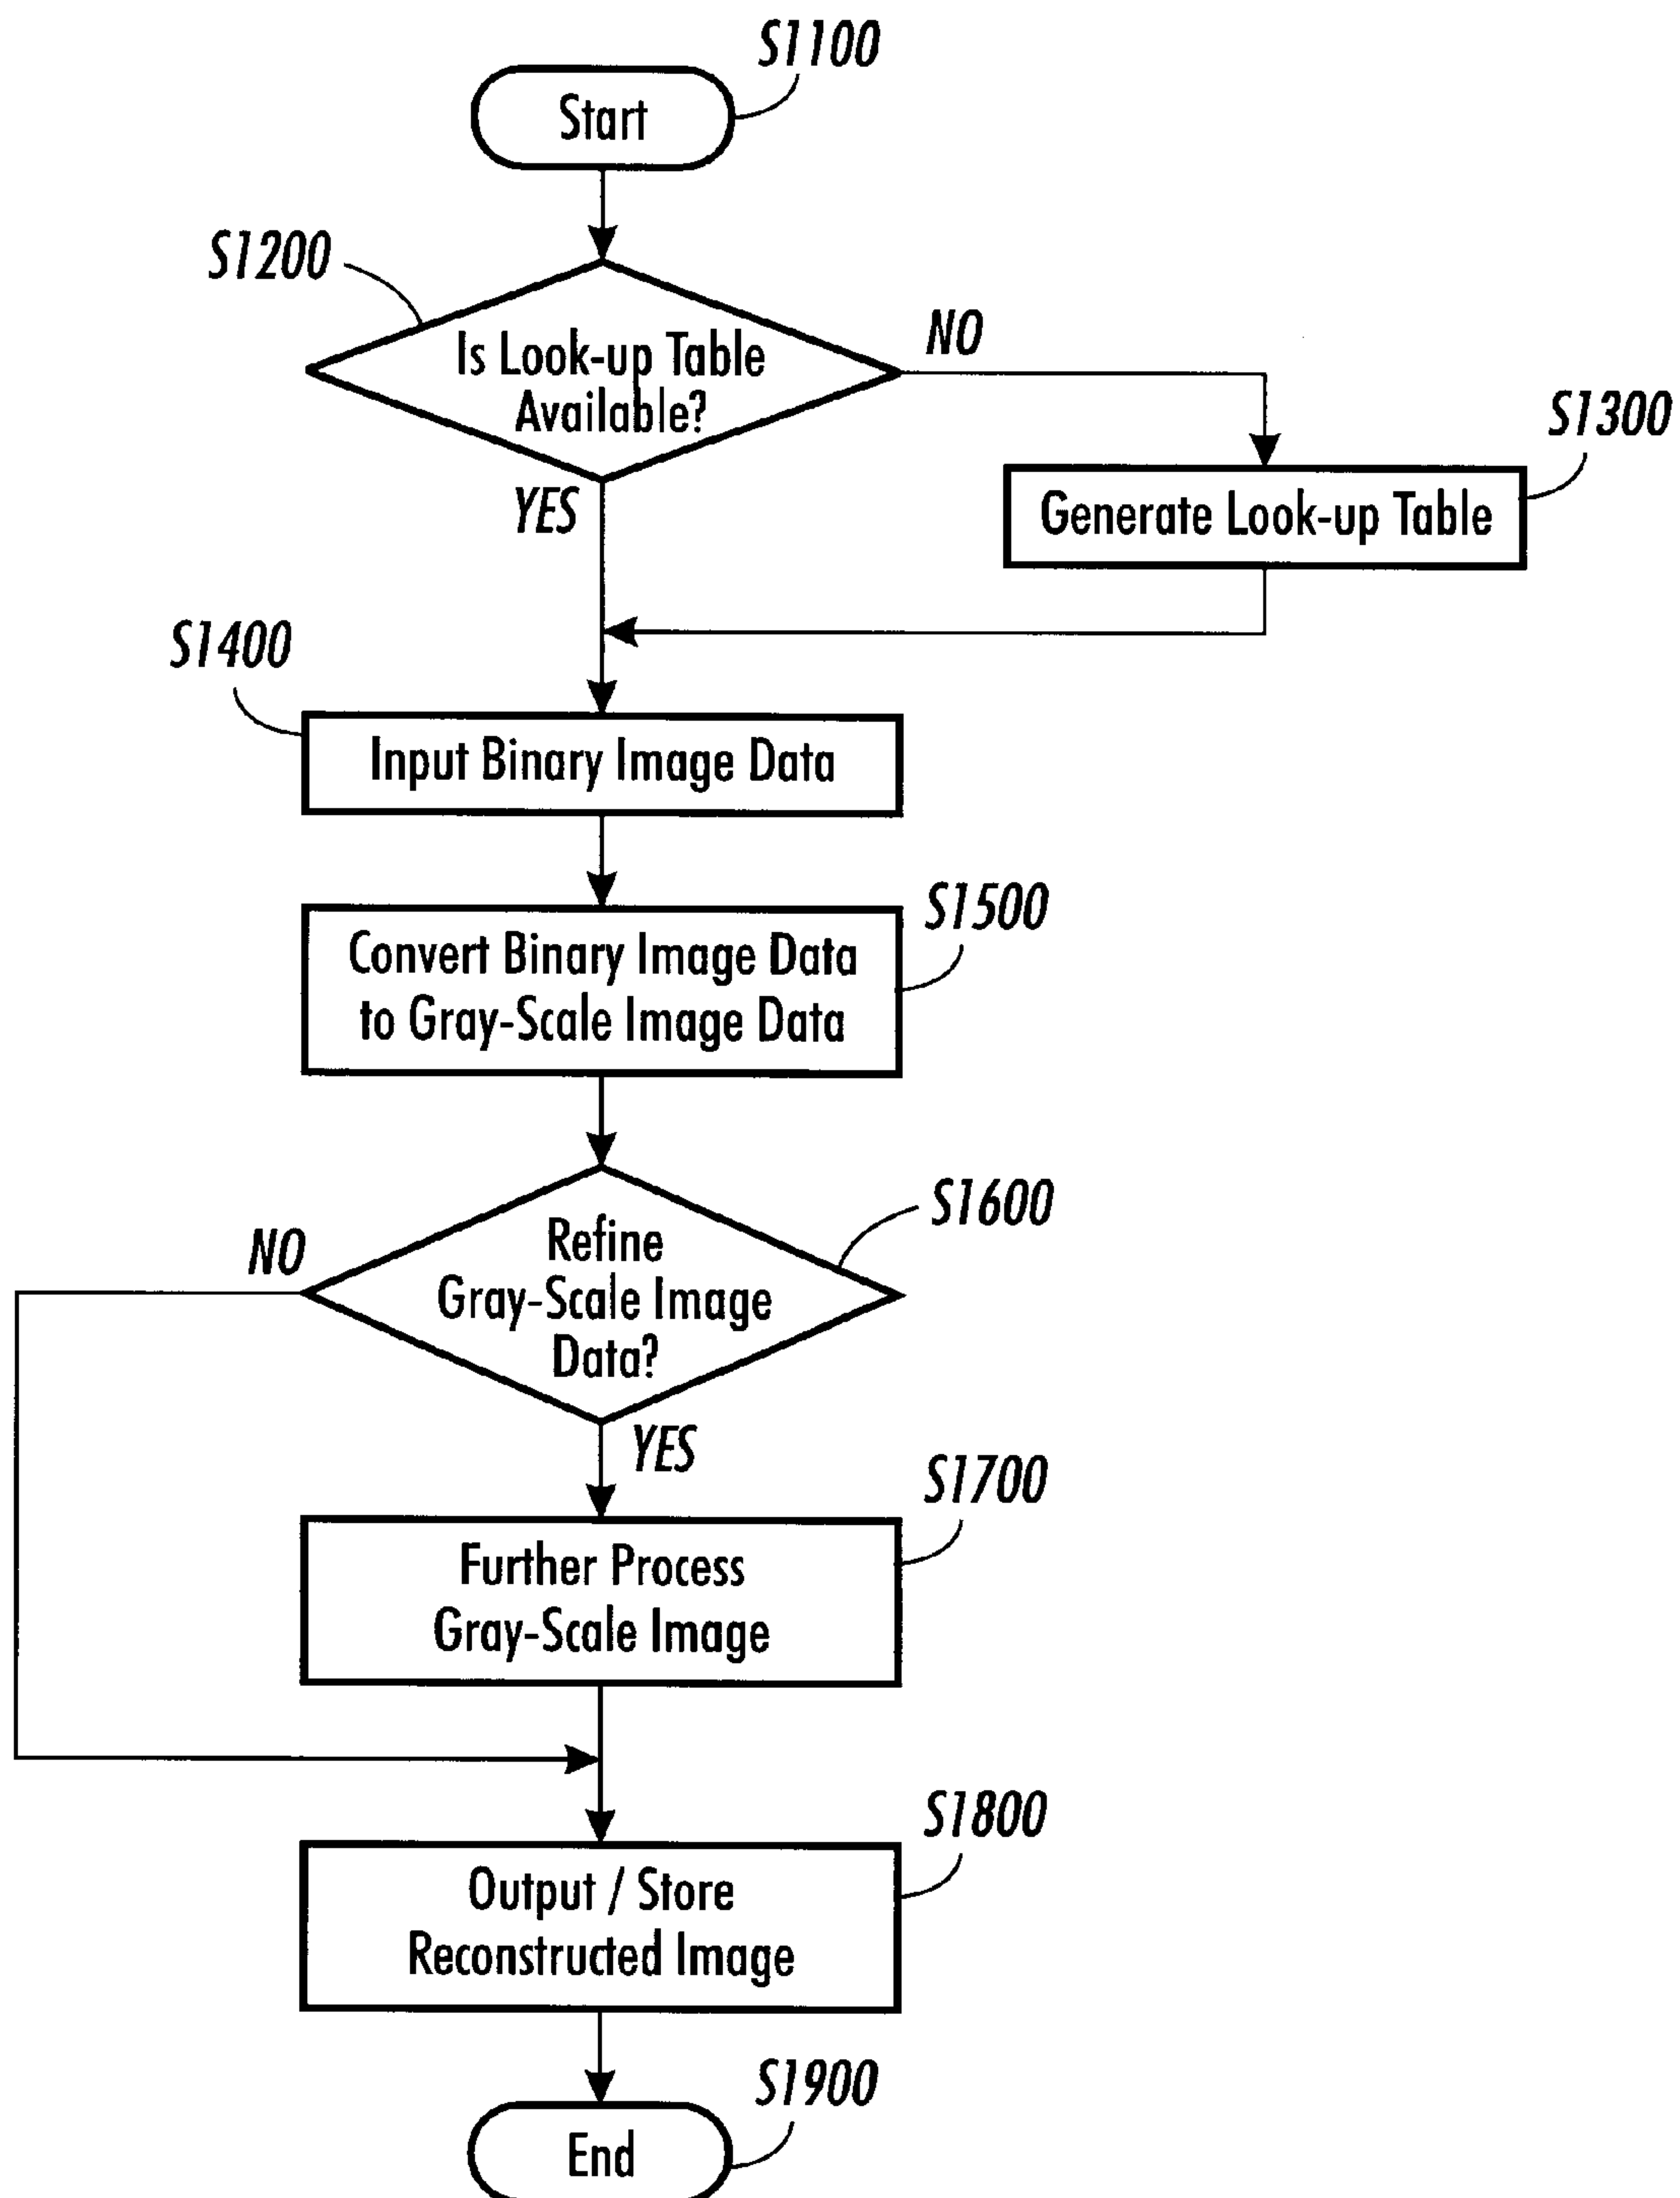 S1100
Start
S1200
Is Look-up Table
Available?
NO
YES
S1300
Generate Look-up Table
S1400
Input Binary Image Data
S1500
Convert Binary Image Data
to Gray-Scale Image Data
S1600
Refine
Gray-Scale Image
Data?
NO
YES
S1700
Further Process
Gray-Scale Image
S1800
Output / Store
Reconstructed Image
S1900
End